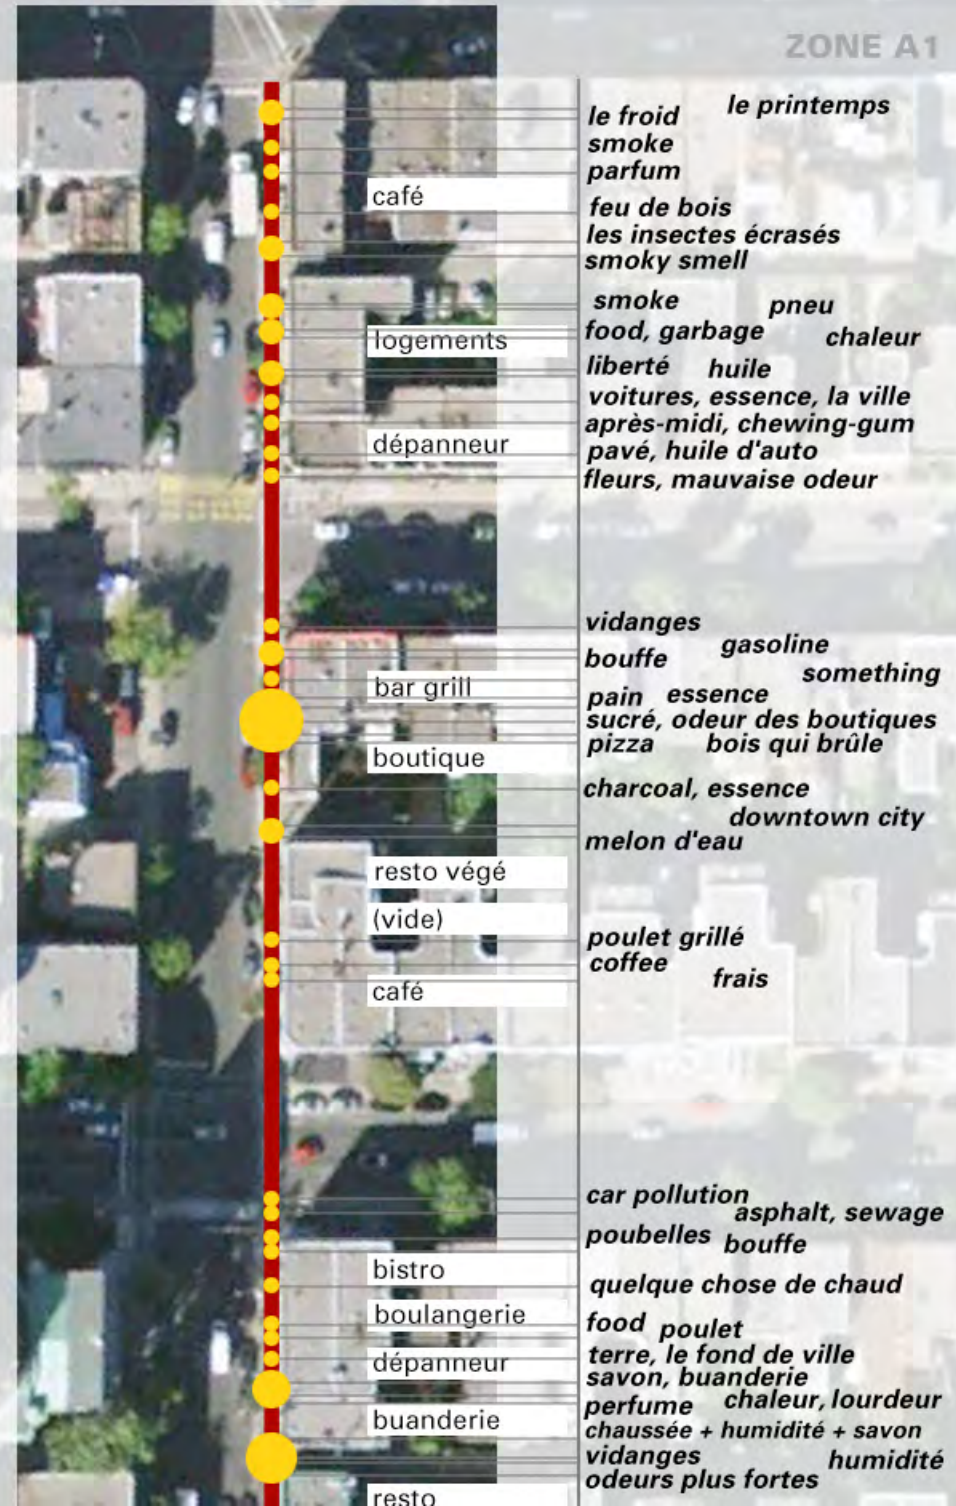 ZONE A1
le froid le printemps
smoke
parfum
café
feu de bois
les insectes écrasés
smoky smell
smoke pneu
food, garbage chaleur
logements
liberté huile
voitures, essence, la ville
après-midi, chewing-gum
dépanneur
pavé, huile d'auto
fleurs, mauvaise odeur
vidanges
gasoline
bouffe
something
bar grill
pain essence
sucré, odeur des boutiques
pizza bois qui brûle
boutique
charcoal, essence
downtown city
melon d'eau
resto végé
(vide)
poulet grillé
coffee
frais
café
car pollution
asphalt, sewage
poubelles bouffe
bistro
quelque chose de chaud
boulangerie
food poulet
terre, le fond de ville
dépanneur
savon, buanderie
perfume chaleur, lourdeur
buanderie
chaussée + humidité + savon
vidanges humidité
odeurs plus fortes
resto